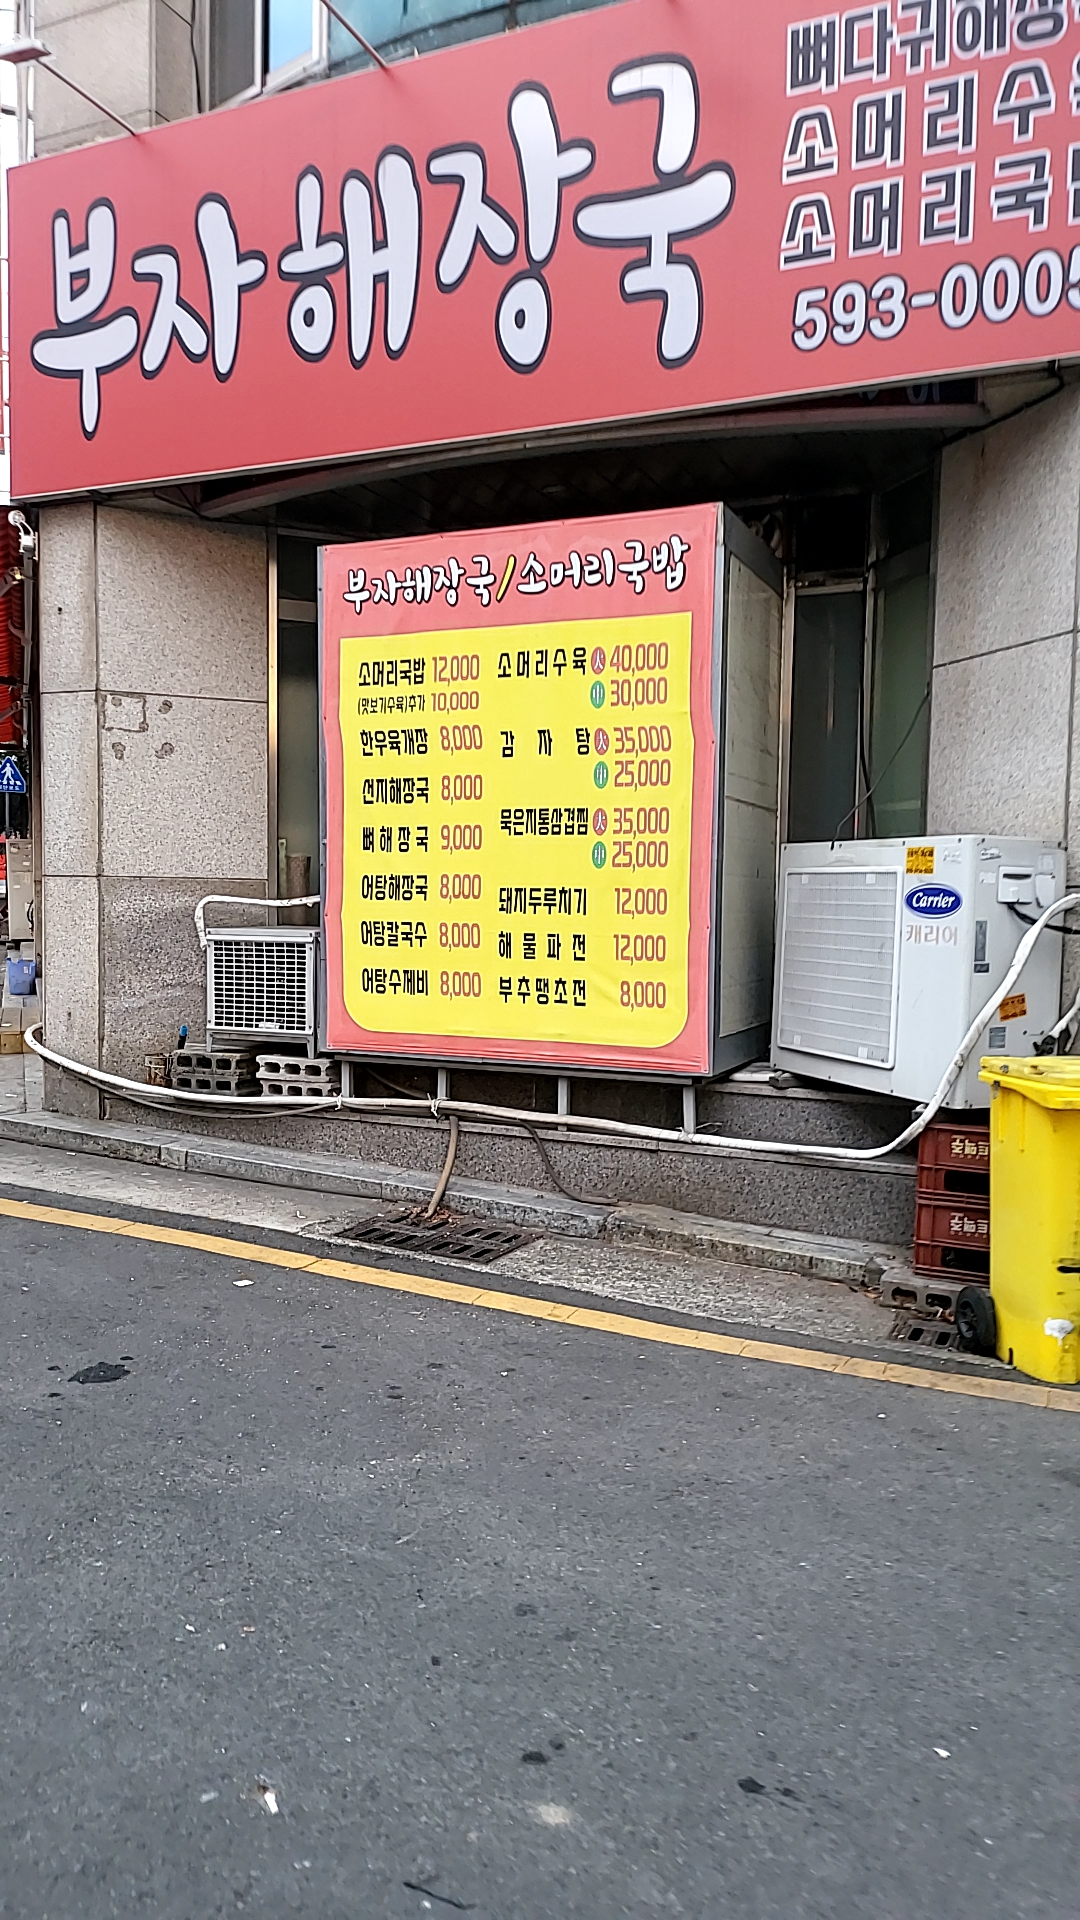 부자해장국
뼈다귀해장
소머리수
소머리국
593-0005
부자해장국/소머리국밥
소머리국밥 12,000
(맛보기수육)추가 10,000
한우육개장 8,000
선지해장국 8,000
뼈해장국 9,000
어탕해장국 8,000
어탕칼국수 8,000
어탕수제비 8,000
소머리수육 大 40,000
中 30,000
감자탕 大 35,000
中 25,000
묵은지통삼겹찜 大 35,000
中 25,000
돼지두루치기 12,000
해물파전 12,000
부추땡초전 8,000
Carrier
캐리어